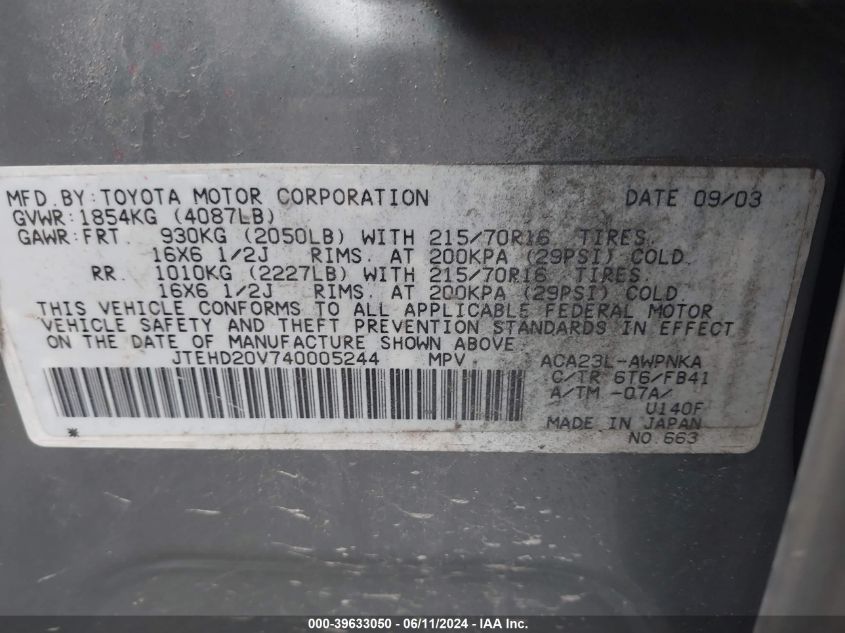 MFD.BY:TOYOTA MOTOR CORPORATION DATE 09/03
GVWR:1854KG (4087LB)
GAWR:FRT. 930KG (2050LB) WITH 215/70R16 TIRES,
16X6 1/2J RIMS, AT 200KPA (29PSI) COLD.
RR. 1010KG (2227LB) WITH 215/70R16 TIRES,
16X6 1/2J RIMS, AT 200KPA (29PSI) COLD.
THIS VEHICLE CONFORMS TO ALL APPLICABLE FEDERAL MOTOR
VEHICLE SAFETY AND THEFT PREVENTION STANDARDS IN EFFECT
ON THE DATE OF MANUFACTURE SHOWN ABOVE.
JTEHD20V740005244 MPV ACA23L-AWPNKA
C/TR 6T6/FB41
A/TM -07A/
U140F
MADE IN JAPAN
* NO 663
000-39633050 - 06/11/2024 - IAA Inc.